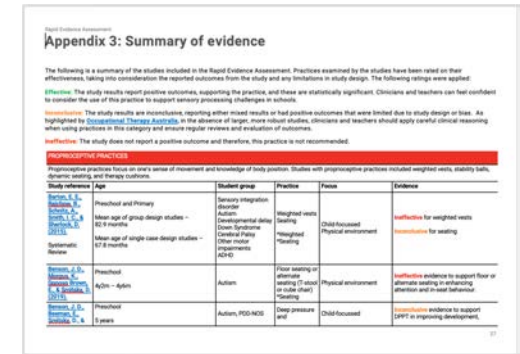 Rapid Evidence Assessment
Appendix 3: Summary of evidence
The following is a summary of the studies included in the Rapid Evidence Assessment. Practices examined by the studies have been rated on their
effectiveness, taking into consideration the reported outcomes from the study and any limitations in study design. The following ratings were applied:
Effective: The study results report positive outcomes, supporting the practice, and these are statistically significant. Clinicians and teachers can feel confident
to consider the use of this practice to support sensory processing challenges in schools.
Inconclusive: The study results are inconclusive, reporting either mixed results or had positive outcomes that were limited due to study design or bias. As
highlighted by Occupational Therapy Australia, in the absence of larger, more robust studies, clinicians and teachers should apply careful clinical reasoning
when using practices in this category and ensure regular reviews and evaluation of outcomes.
Ineffective: The study does not report a positive outcome and therefore, this practice is not recommended.
PROPRIOCEPTIVE PRACTICES
Proprioceptive practices focus on one's sense of movement and knowledge of body position. Studies with proprioceptive practices included weighted vests, stability balls,
dynamic seating, and therapy cushions.
Study reference Age Student group Practice Focus Evidence
Barton, E. E.,
Reichow, B.,
Schnitz, A.,
Smith, I. C., &
Sherlock, D.
(2015).
Systematic
Review
Preschool and Primary
Mean age of group design studies –
82.9 months
Mean age of single case design studies –
67.8 months
Sensory integration
disorder
Autism
Developmental delay
Down Syndrome
Cerebral Palsy
Other motor
impairments
ADHD
Weighted vests
Seating
*Weighted
*Seating
Child-focussed
Physical environment
Ineffective for weighted vests
Inconclusive for seating
Benson, J. D.,
& Smiths, D.
(2019).
Preschool
4y2m – 4y6m
Autism
Floor seating or
alternate
seating (T-stool
or cube chair)
*Seating
Physical environment
Ineffective evidence to support floor or
alternate seating in enhancing
attention and in-seat behaviour
Benson, J. D.,
Beeman, E.,
Preschool
5 years
Autism, PDD-NOS
Deep pressure
and
Child-focussed
Inconclusive evidence to support
DPPT in improving development,